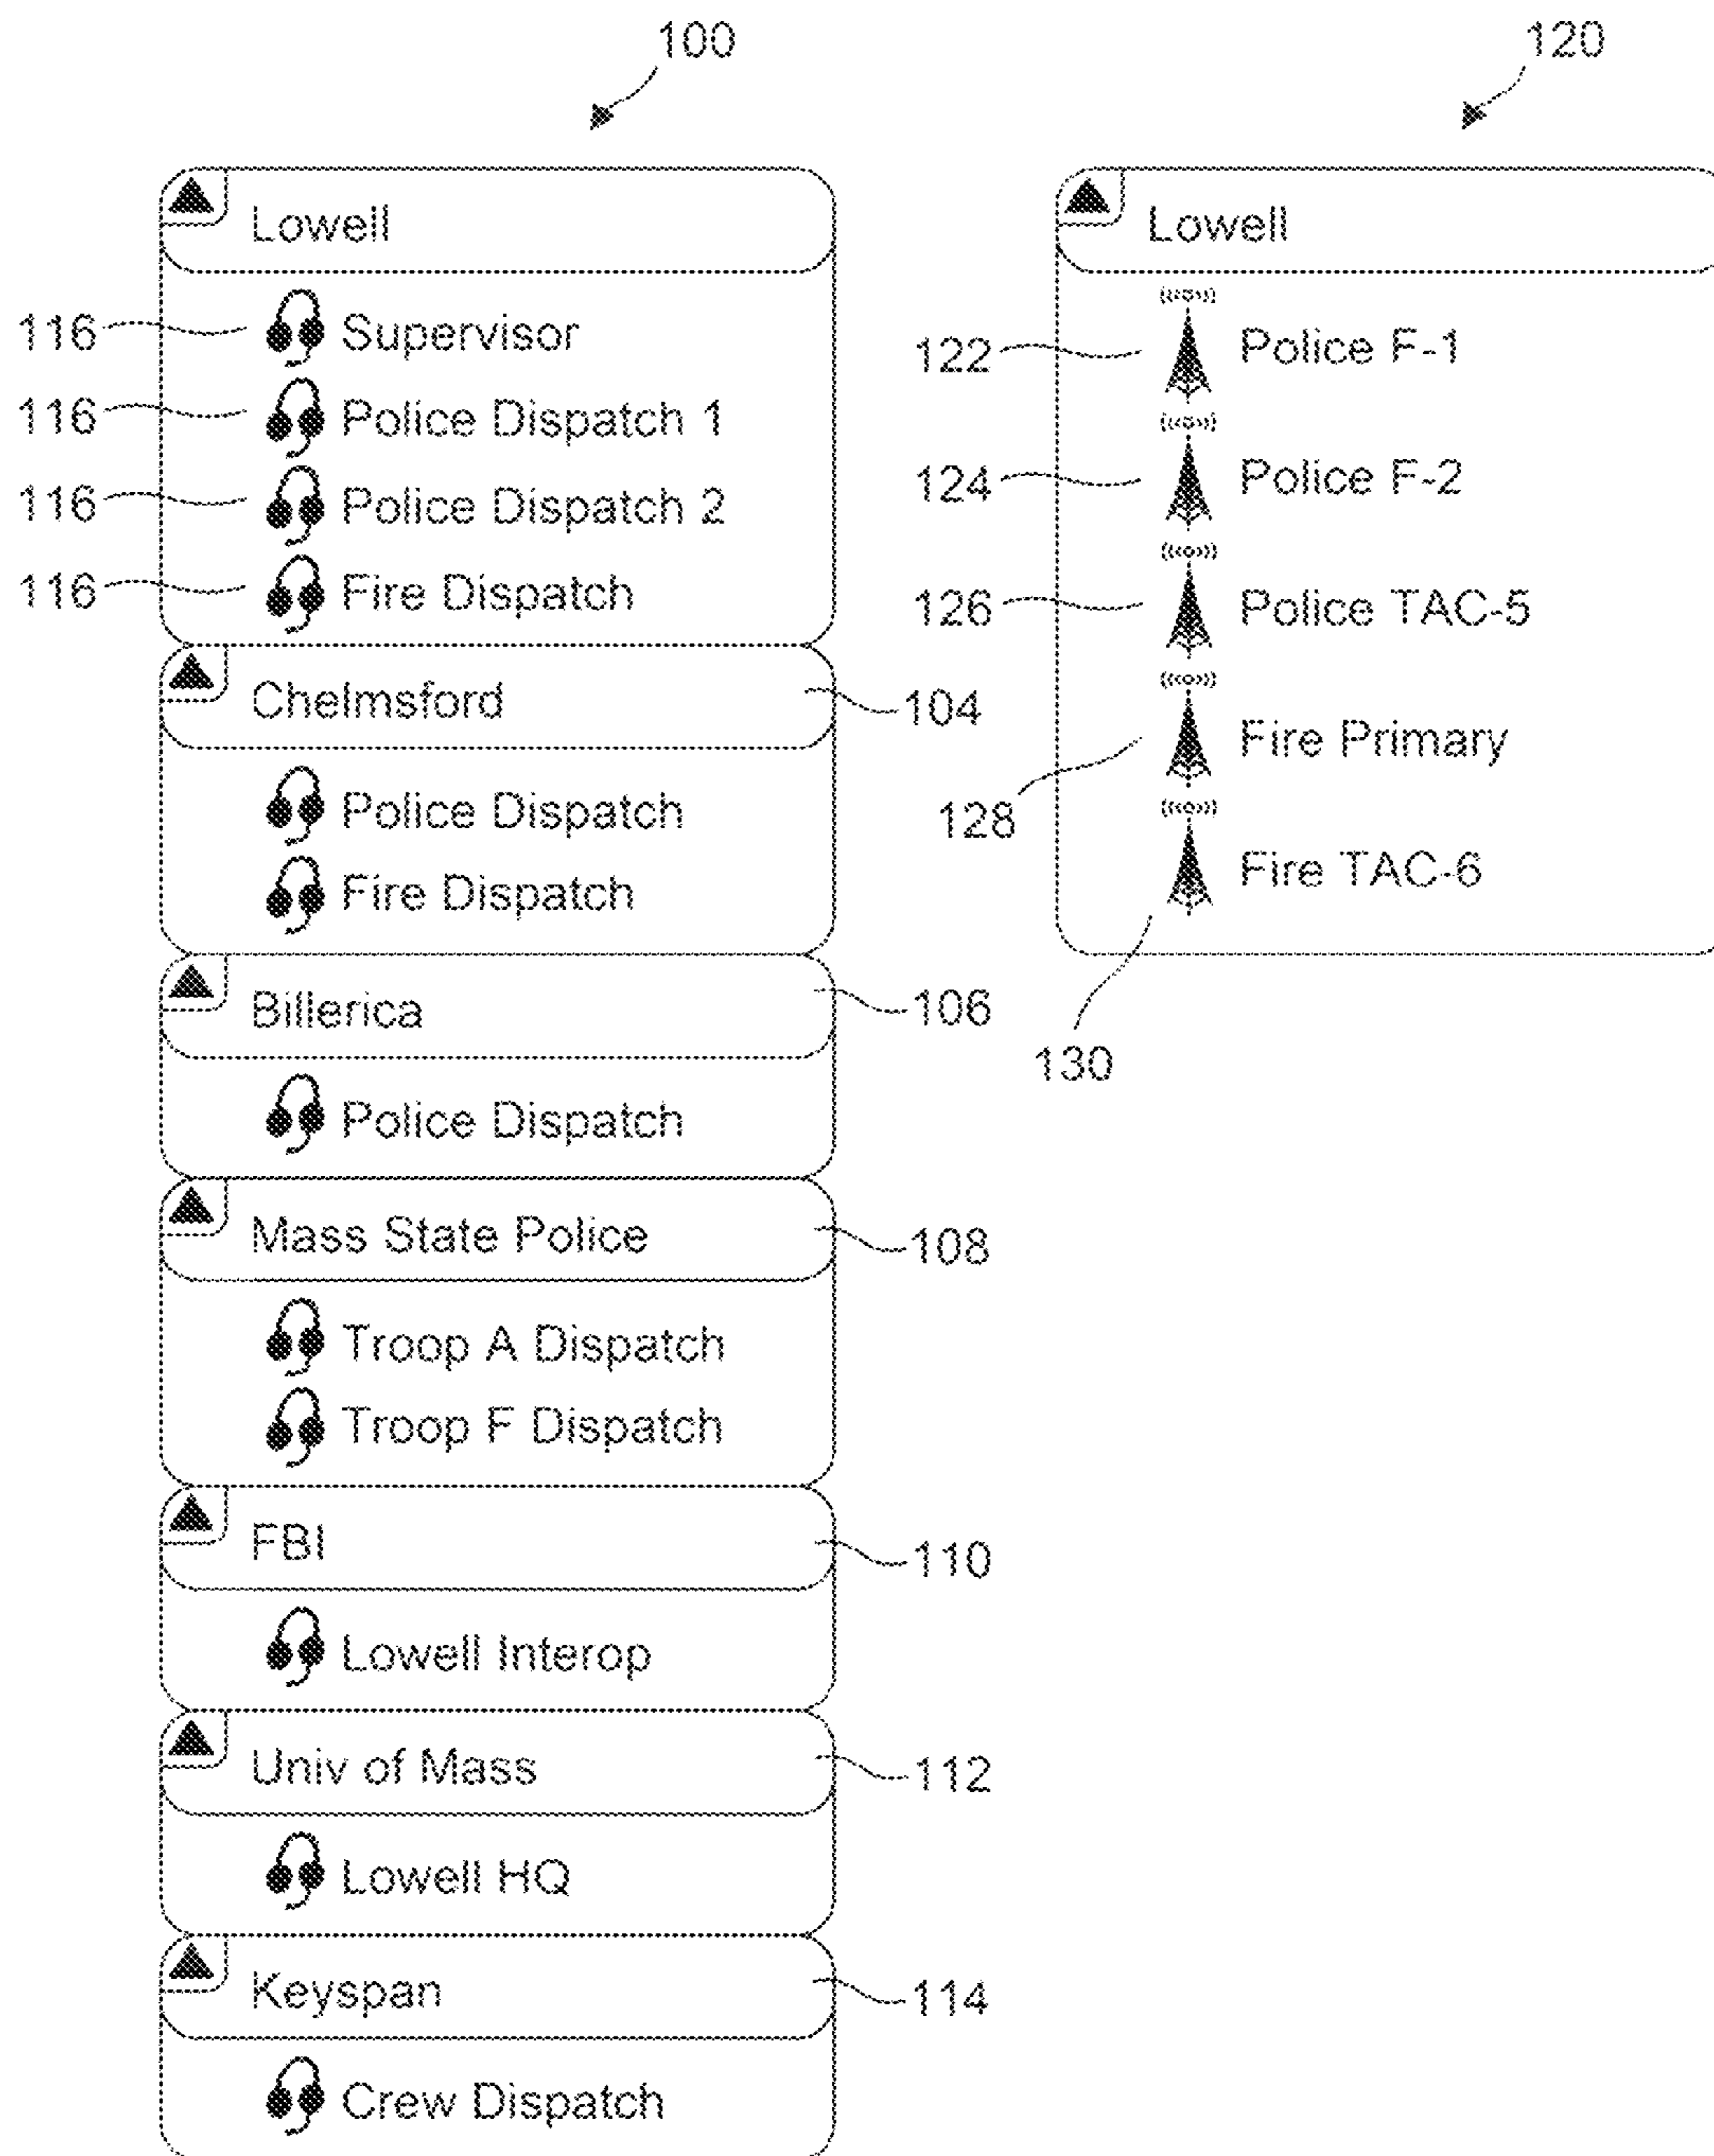 100
120
Lowell
116 Supervisor
116 Police Dispatch 1
116 Police Dispatch 2
116 Fire Dispatch
Chelmsford 104
Police Dispatch
Fire Dispatch
Billerica 106
Police Dispatch
Mass State Police 108
Troop A Dispatch
Troop F Dispatch
FBI 110
Lowell Interop
Univ of Mass 112
Lowell HQ
Keyspan 114
Crew Dispatch
Lowell
122 Police F-1
124 Police F-2
126 Police TAC-5
128 Fire Primary
Fire TAC-6
130